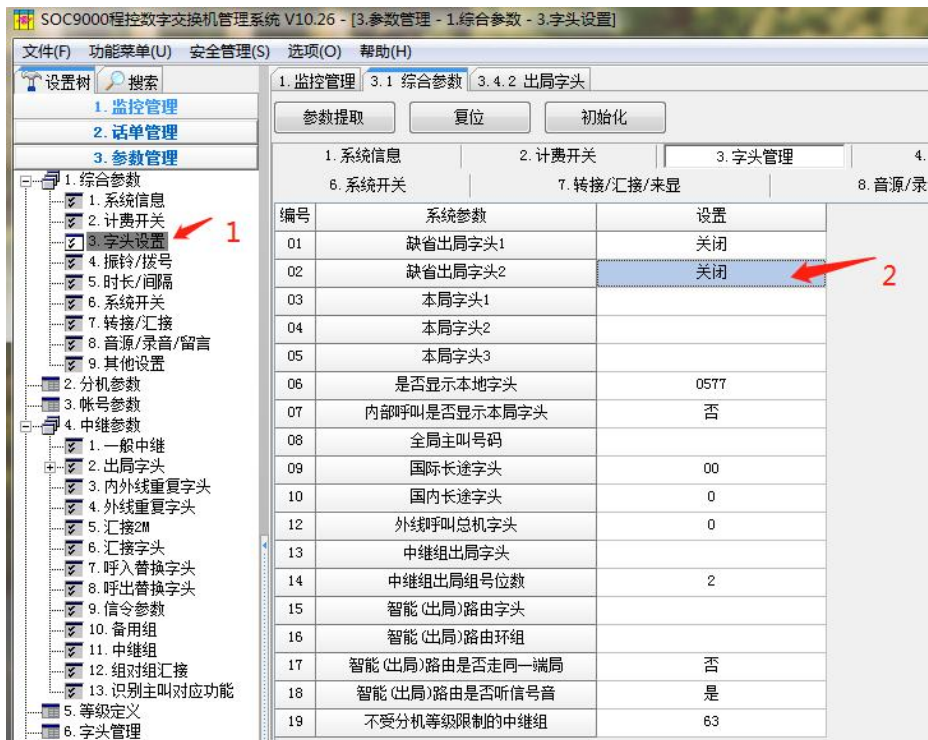 SOC9000程控数字交换机管理系统 V10.26 - [3.参数管理 - 1.综合参数 - 3.字头设置]
文件(F) 功能菜单(U) 安全管理(S) 选项(O) 帮助(H)
设置树 搜索
1. 监控管理
2. 话单管理
3. 参数管理
1. 综合参数
1. 系统信息
2. 计费开关
3. 字头设置
1
4. 振铃/拨号
5. 时长/间隔
6. 系统开关
7. 转接/汇接
8. 音源/录音/留言
9. 其他设置
2. 分机参数
3. 帐号参数
4. 中继参数
1. 一般中继
2. 出局字头
3. 内外线重复字头
4. 外线重复字头
5. 汇接2M
6. 汇接字头
7. 呼入替换字头
8. 呼出替换字头
9. 信令参数
10. 备用组
11. 中继组
12. 组对组汇接
13. 识别主叫对应功能
5. 等级定义
6. 字头管理
1. 监控管理 3.1 综合参数 3.4.2 出局字头
参数提取 复位 初始化
1. 系统信息 2. 计费开关 3. 字头管理 4.
6. 系统开关 7. 转接/汇接/来显 8. 音源/录
编号 系统参数 设置
01 缺省出局字头1 关闭
02 缺省出局字头2 关闭
2
03 本局字头1
04 本局字头2
05 本局字头3
06 是否显示本地字头 0577
07 内部呼叫是否显示本局字头 否
08 全局主叫号码
09 国际长途字头 00
10 国内长途字头 0
12 外线呼叫总机字头 0
13 中继组出局字头
14 中继组出局组号位数 2
15 智能(出局)路由字头
16 智能(出局)路由环组
17 智能(出局)路由是否走同一端局 否
18 智能(出局)路由是否听信号音 是
19 不受分机等级限制的中继组 63